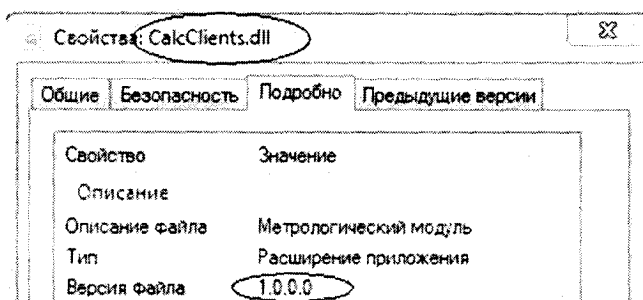 Свойства: CalcClients.dll
Общие Безопасность Подробно Предыдущие версии
Свойство Значение
Описание
Описание файла Метрологический модуль
Тип Расширение приложения
Версия файла 1.0.0.0